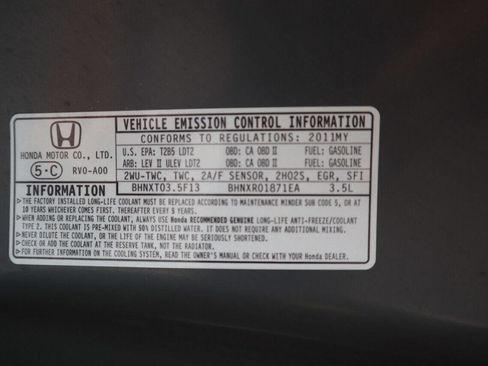 VEHICLE EMISSION CONTROL INFORMATION
CONFORMS TO REGULATIONS: 2011MY
U.S. EPA: T2B5 LDT2 OBD: CA OBD II FUEL: GASOLINE
ARB: LEV II ULEV LDT2 OBD: CA OBD II FUEL: GASOLINE
2WU-TWC, TWC, 2A/F SENSOR, 2HO2S, EGR, SFI
BHNXT03.5F13 BHNXR01871EA 3.5L
HONDA MOTOR CO., LTD.
5·C RV0-A00
INFORMATION
THE FACTORY INSTALLED LONG-LIFE COOLANT MUST BE REPLACED ACCORDING TO MAINTENANCE MINDER SUB CODE 5, OR AT
10 YEARS WHICHEVER COMES FIRST, THEREAFTER EVERY 5 YEARS.
WHEN ADDING OR REPLACING COOLANT, ALWAYS USE Honda RECOMMENDED GENUINE LONG-LIFE ANTI-FREEZE/COOLANT
TYPE 2. THIS COOLANT IS PRE-MIXED WITH 50% DISTILLED WATER. IT DOES NOT REQUIRE ANY ADDITIONAL MIXING.
NEVER DILUTE THE COOLANT, OR THE LIFE OF THE ENGINE MAY BE SERIOUSLY SHORTENED.
CHECK AND ADD COOLANT AT THE RESERVE TANK, NOT THE RADIATOR.
FOR FURTHER INFORMATION ON THE COOLING SYSTEM, READ THE OWNER'S MANUAL OR CHECK WITH YOUR Honda DEALER.